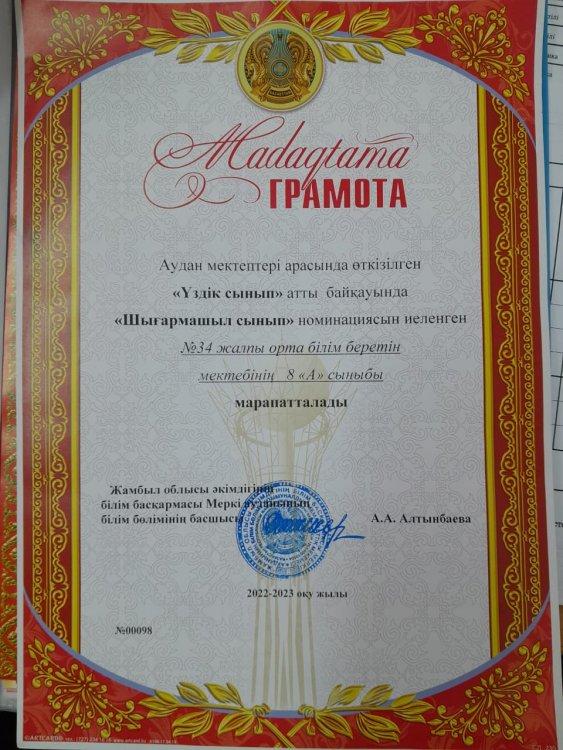 Madaqtama
ГРАМОТА
Аудан мектептері арасында өткізілген
«Үздік сынып» атты байқауында
«Шығармашыл сынып» номинациясын иеленген
№34 жалпы орта білім беретін
мектебінің 8 «А» сыныбы
марапатталады
Жамбыл облысы әкімдігінің
білім басқармасы Меркі ауданының
білім бөлімінің басшысы
А.А. Алтынбаева
2022-2023 оқу жылы
№00098